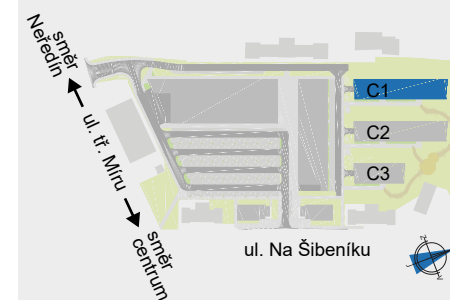 směr
Neředín
ul. tř. Míru
směr
centrum
C1
C2
C3
ul. Na Šibeníku